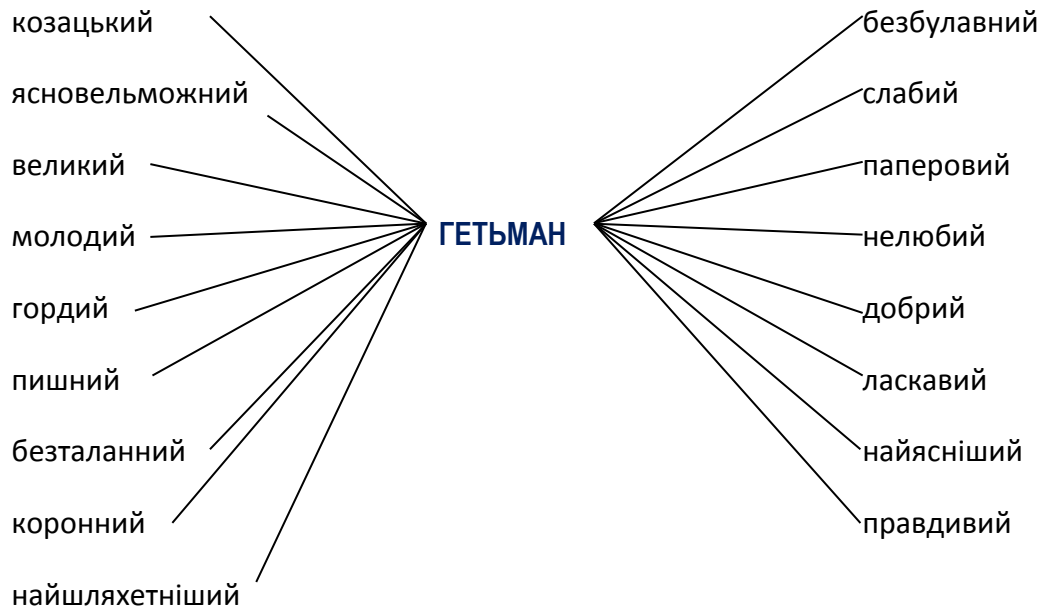 козацький
ясновельможний
великий
молодий
гордий
пишний
безталанний
коронний
найшляхетніший
ГЕТЬМАН
безбулавний
слабий
паперовий
нелюбий
добрий
ласкавий
найясніший
правдивий